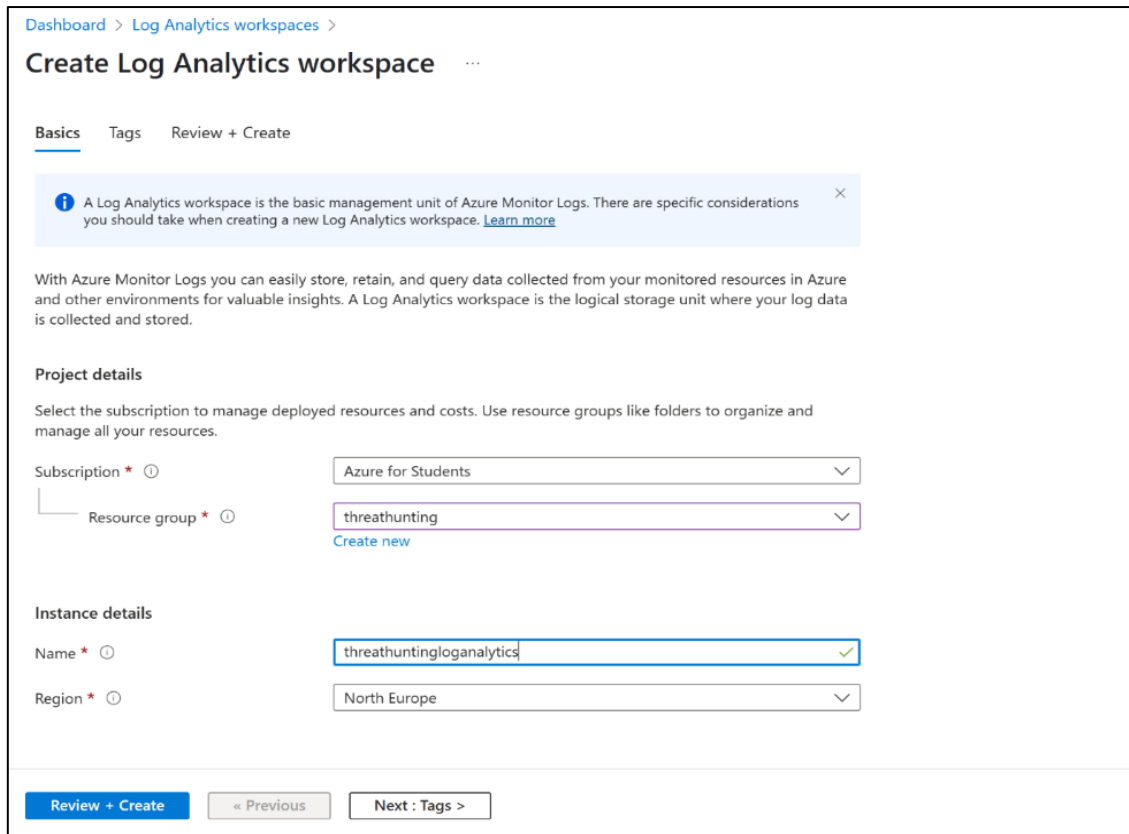 Dashboard > Log Analytics workspaces >
Create Log Analytics workspace ...
Basics Tags Review + Create
A Log Analytics workspace is the basic management unit of Azure Monitor Logs. There are specific considerations
you should take when creating a new Log Analytics workspace. Learn more
With Azure Monitor Logs you can easily store, retain, and query data collected from your monitored resources in Azure
and other environments for valuable insights. A Log Analytics workspace is the logical storage unit where your log data
is collected and stored.
Project details
Select the subscription to manage deployed resources and costs. Use resource groups like folders to organize and
manage all your resources.
Subscription * Azure for Students
Resource group * threathunting
Create new
Instance details
Name * threathuntingloganalytics
Region * North Europe
Review + Create « Previous Next : Tags >